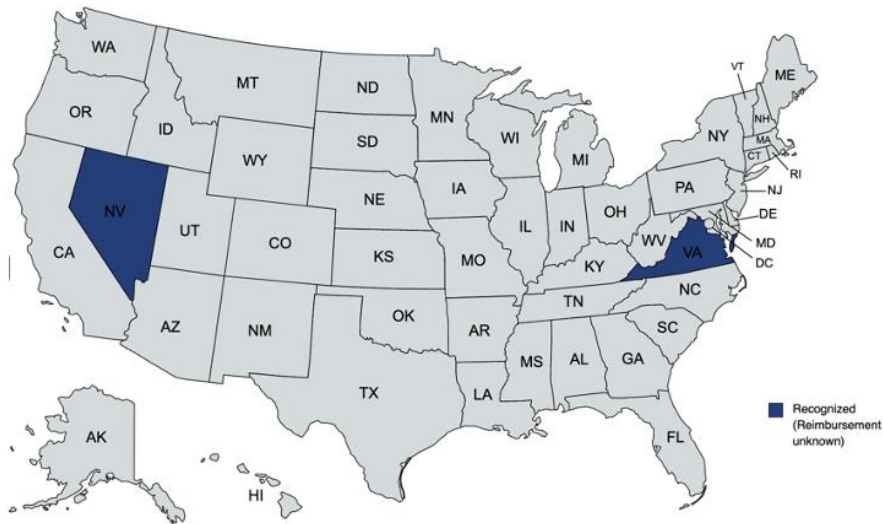 WA
MT
ND
MN
VT
ME
OR
ID
SD
WI
NY
NH
MA
WY
MI
CT
RI
NV
NE
IA
PA
NJ
UT
CO
IL
IN
OH
DE
CA
KS
MO
WV
VA
MD
DC
KY
AZ
NM
OK
AR
TN
NC
SC
MS
AL
GA
TX
LA
FL
AK
HI
Recognized
(Reimbursement
unknown)